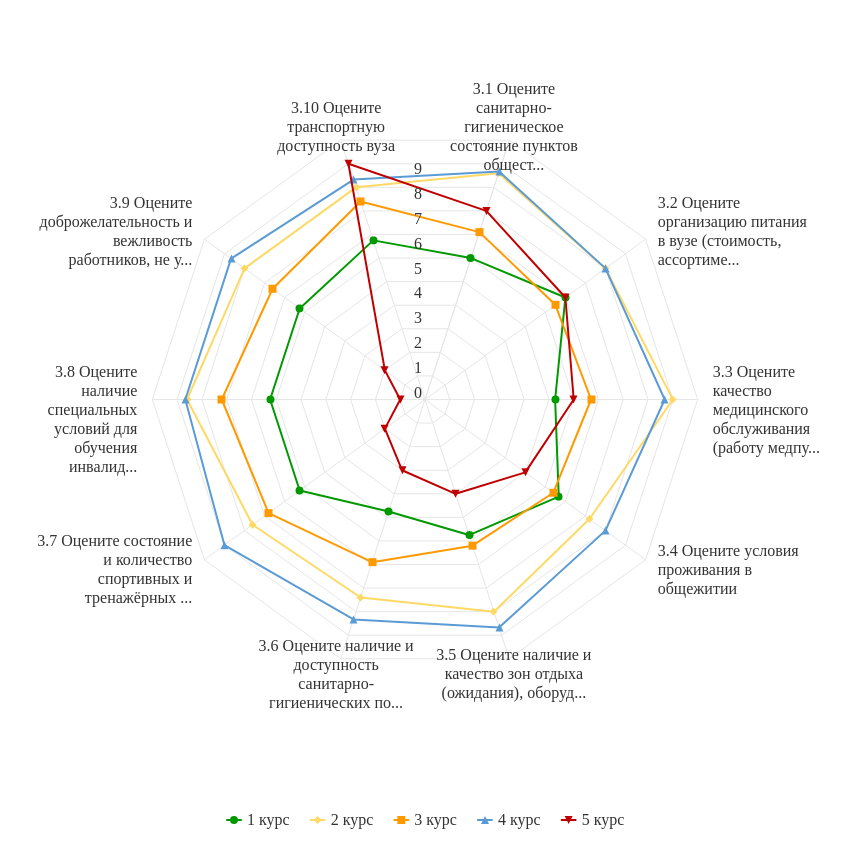 3.1 Оцените
санитарно-
гигиеническое
состояние пунктов
общест...
3.2 Оцените
организацию питания
в вузе (стоимость,
ассортиме...
3.3 Оцените
качество
медицинского
обслуживания
(работу медпу...
3.4 Оцените условия
проживания в
общежитии
3.5 Оцените наличие и
качество зон отдыха
(ожидания), оборуд...
3.6 Оцените наличие и
доступность
санитарно-
гигиенических по...
3.7 Оцените состояние
и количество
спортивных и
тренажёрных ...
3.8 Оцените
наличие
специальных
условий для
обучения
инвалид...
3.9 Оцените
доброжелательность и
вежливость
работников, не у...
3.10 Оцените
транспортную
доступность вуза
9
8
7
6
5
4
3
2
1
0
1 курс
2 курс
3 курс
4 курс
5 курс